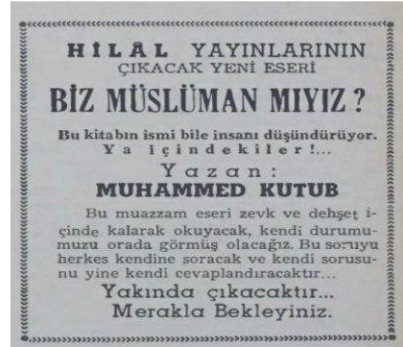 HİLÂL YAYINLARININ
ÇIKACAK YENİ ESERİ
BİZ MÜSLÜMAN MIYIZ?
Bu kitabın ismi bile insanı düşündürüyor.
Ya içindekiler!...
Yazan:
MUHAMMED KUTUB
Bu muazzam eseri zevk ve dehşet i-
çinde kalarak okuyacak, kendi durumu-
muzu orada görmüş olacağız. Bu soruyu
herkes kendine soracak ve kendi sorusu-
nu yine kendi cevaplandıracaktır...
Yakında çıkacaktır...
Merakla Bekleyiniz.